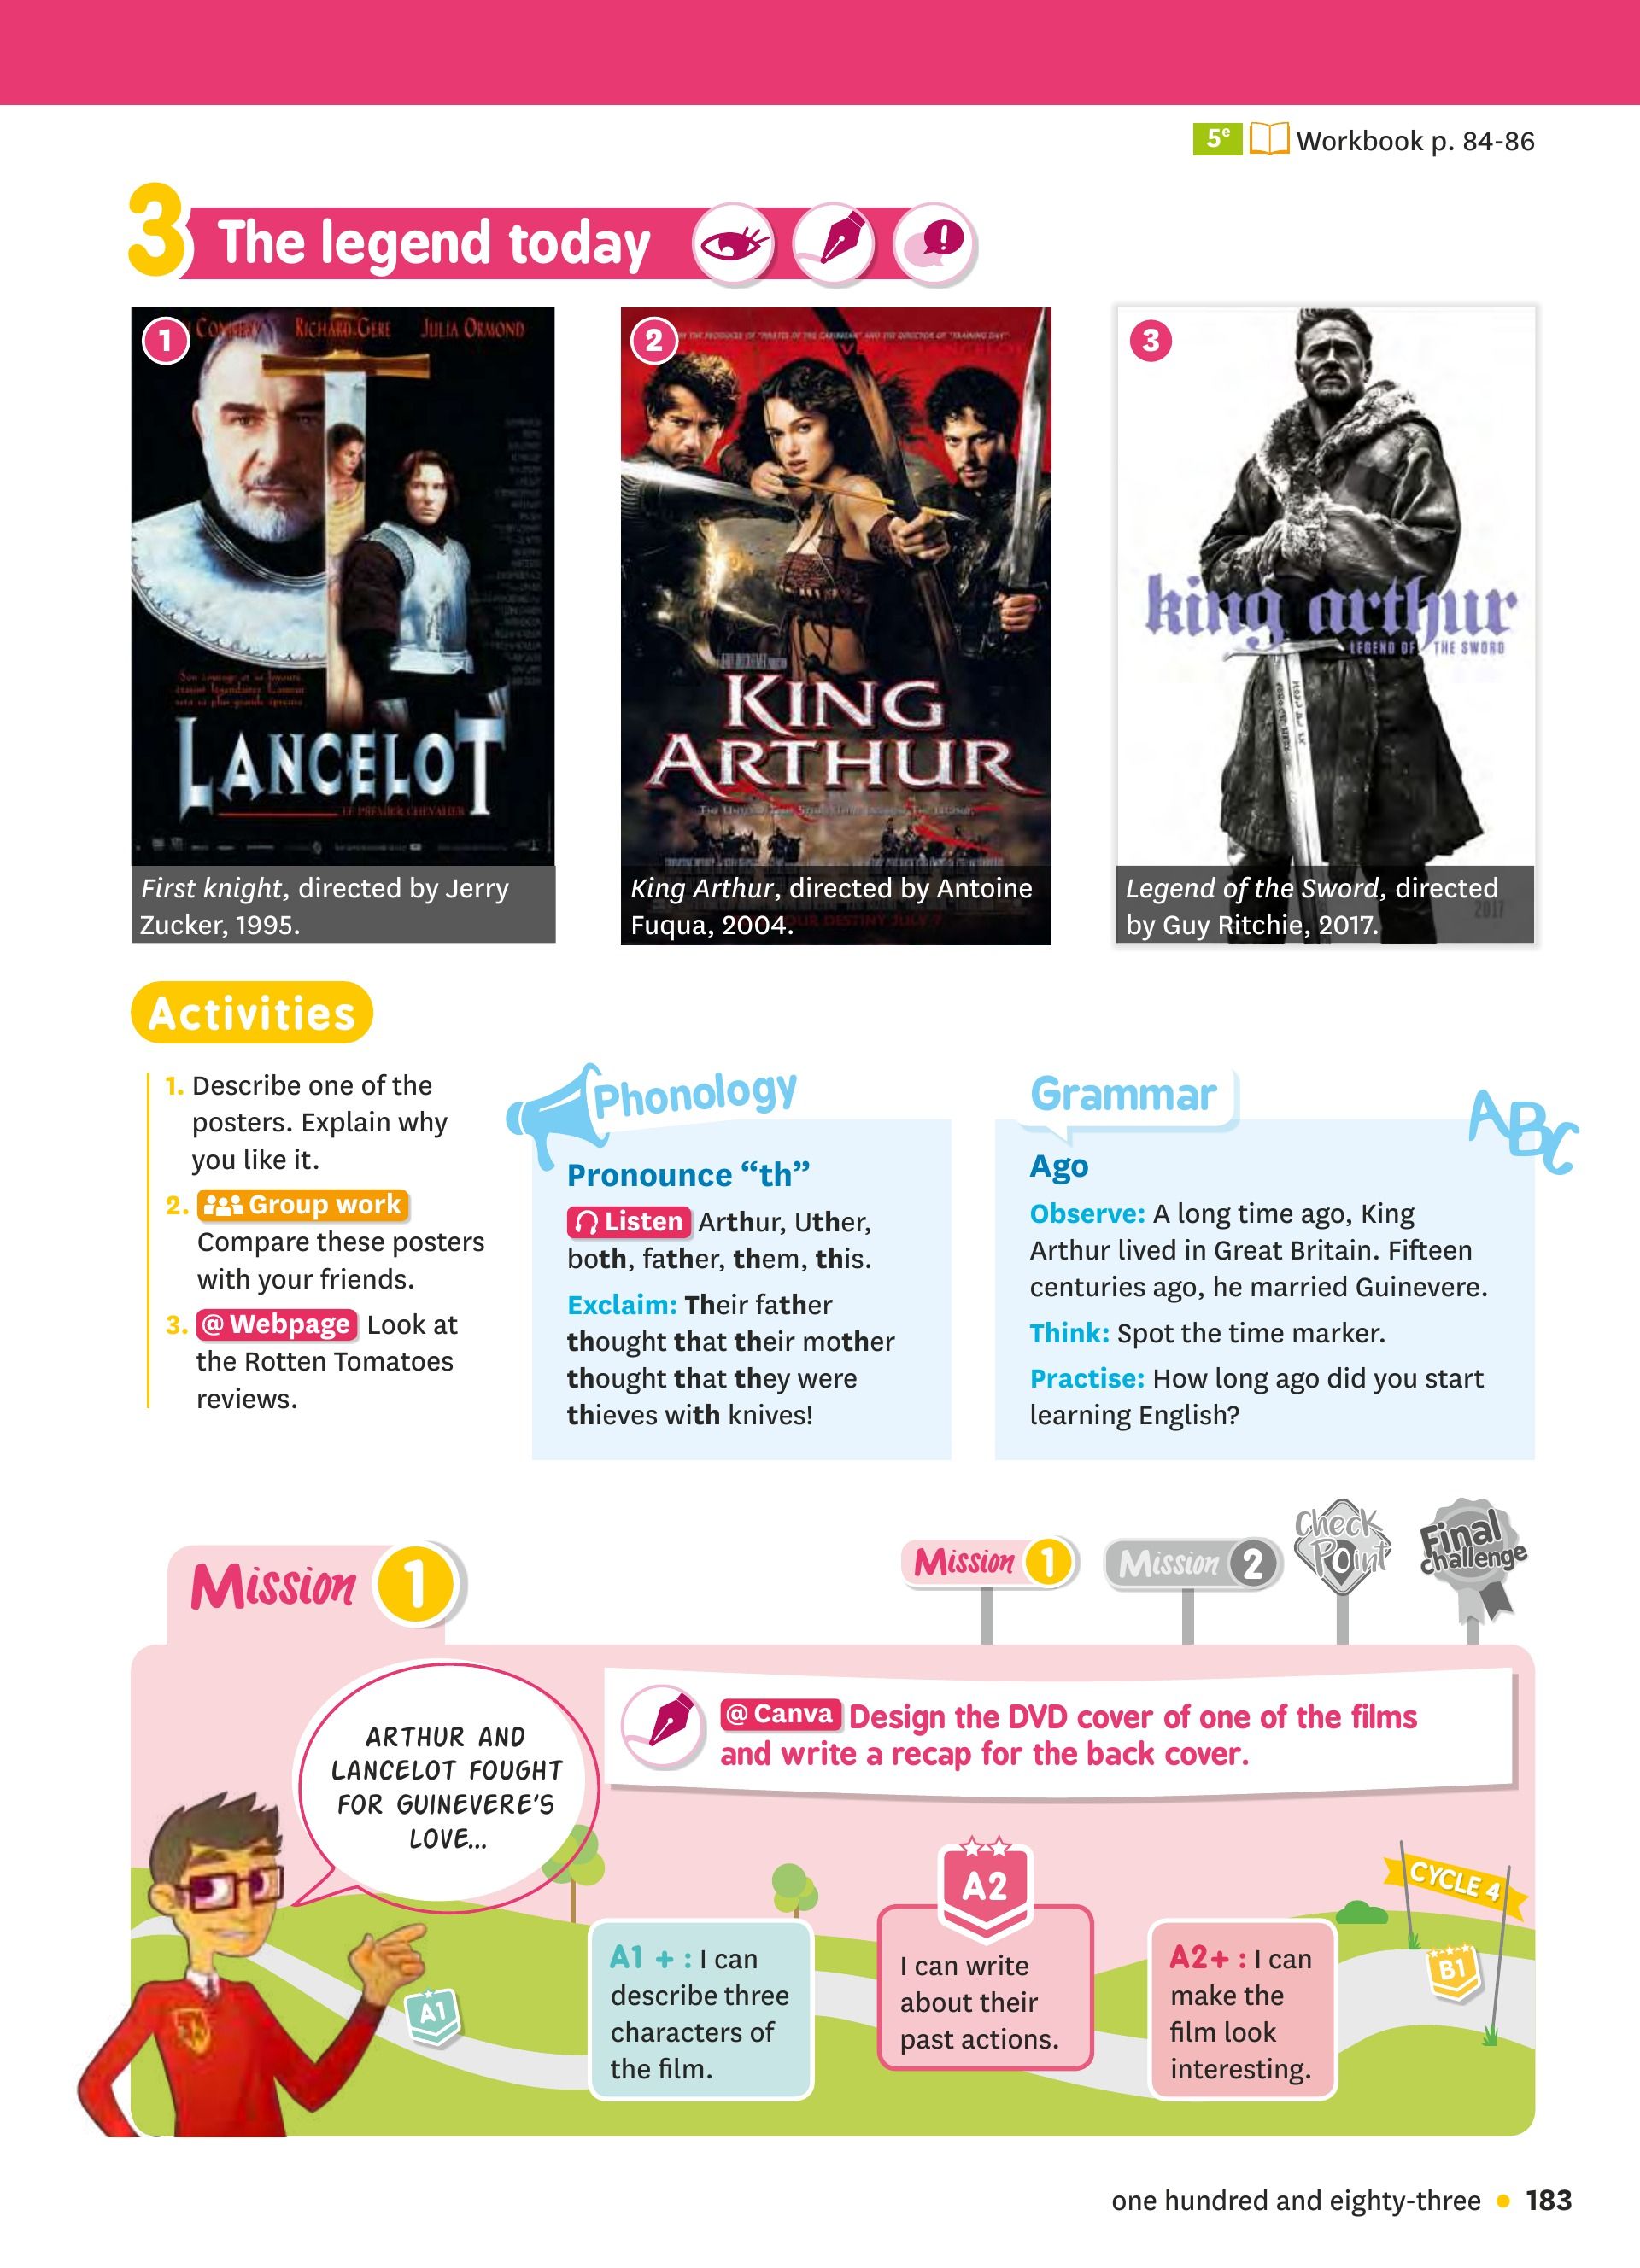 5e Workbook p. 84-86
3 The legend today
1
RICHARD GERE JULIA ORMOND
LANCELOT
LE PREMIER CHEVALIER
First knight, directed by Jerry
Zucker, 1995.
2
KING
ARTHUR
King Arthur, directed by Antoine
Fuqua, 2004.
3
king arthur
LEGEND OF THE SWORD
2017
Legend of the Sword, directed
by Guy Ritchie, 2017.
Activities
1. Describe one of the
posters. Explain why
you like it.
2. Group work
Compare these posters
with your friends.
3. @ Webpage Look at
the Rotten Tomatoes
reviews.
Phonology
Pronounce “th”
Listen Arthur, Uther,
both, father, them, this.
Exclaim: Their father
thought that their mother
thought that they were
thieves with knives!
Grammar
ABC
Ago
Observe: A long time ago, King
Arthur lived in Great Britain. Fifteen
centuries ago, he married Guinevere.
Think: Spot the time marker.
Practise: How long ago did you start
learning English?
Mission 1
Mission 1
Mission 2
Check
Point
Final
challenge
ARTHUR AND
LANCELOT FOUGHT
FOR GUINEVERE'S
LOVE...
@ Canva Design the DVD cover of one of the films
and write a recap for the back cover.
A1
A1 + : I can
describe three
characters of
the film.
A2
I can write
about their
past actions.
A2+ : I can
make the
film look
interesting.
CYCLE 4
B1
one hundred and eighty-three • 183